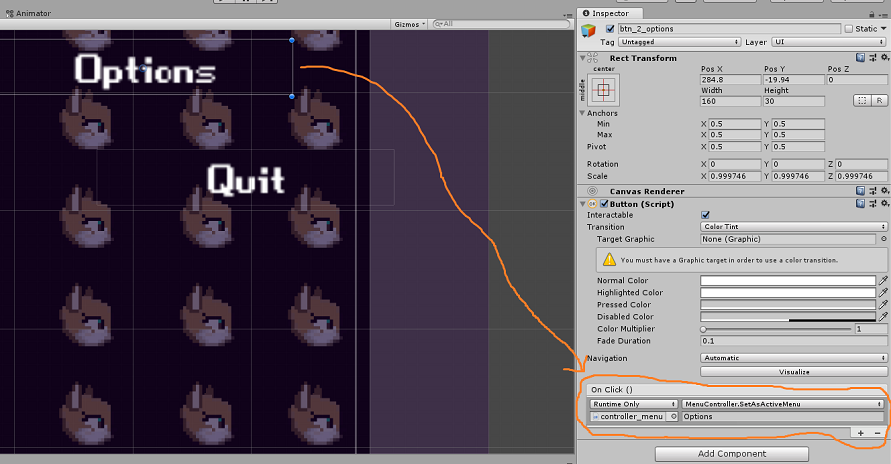 Animator
Gizmos
All
Options
Quit
Inspector
btn_2_options
Static
Tag Untagged Layer UI
Rect Transform
center
middle
Pos X Pos Y Pos Z
284.8 -19.94 0
Width Height
160 30
R
Anchors
Min X 0.5 Y 0.5
Max X 0.5 Y 0.5
Pivot X 0.5 Y 0.5
Rotation X 0 Y 0 Z 0
Scale X 0.999746 Y 0.999746 Z 0.999746
Canvas Renderer
Button (Script)
Interactable
Transition Color Tint
Target Graphic None (Graphic)
You must have a Graphic target in order to use a color transition.
Normal Color
Highlighted Color
Pressed Color
Disabled Color
Color Multiplier 1
Fade Duration 0.1
Navigation Automatic
Visualize
On Click ()
Runtime Only MenuController.SetAsActiveMenu
controller_menu Options
+ −
Add Component